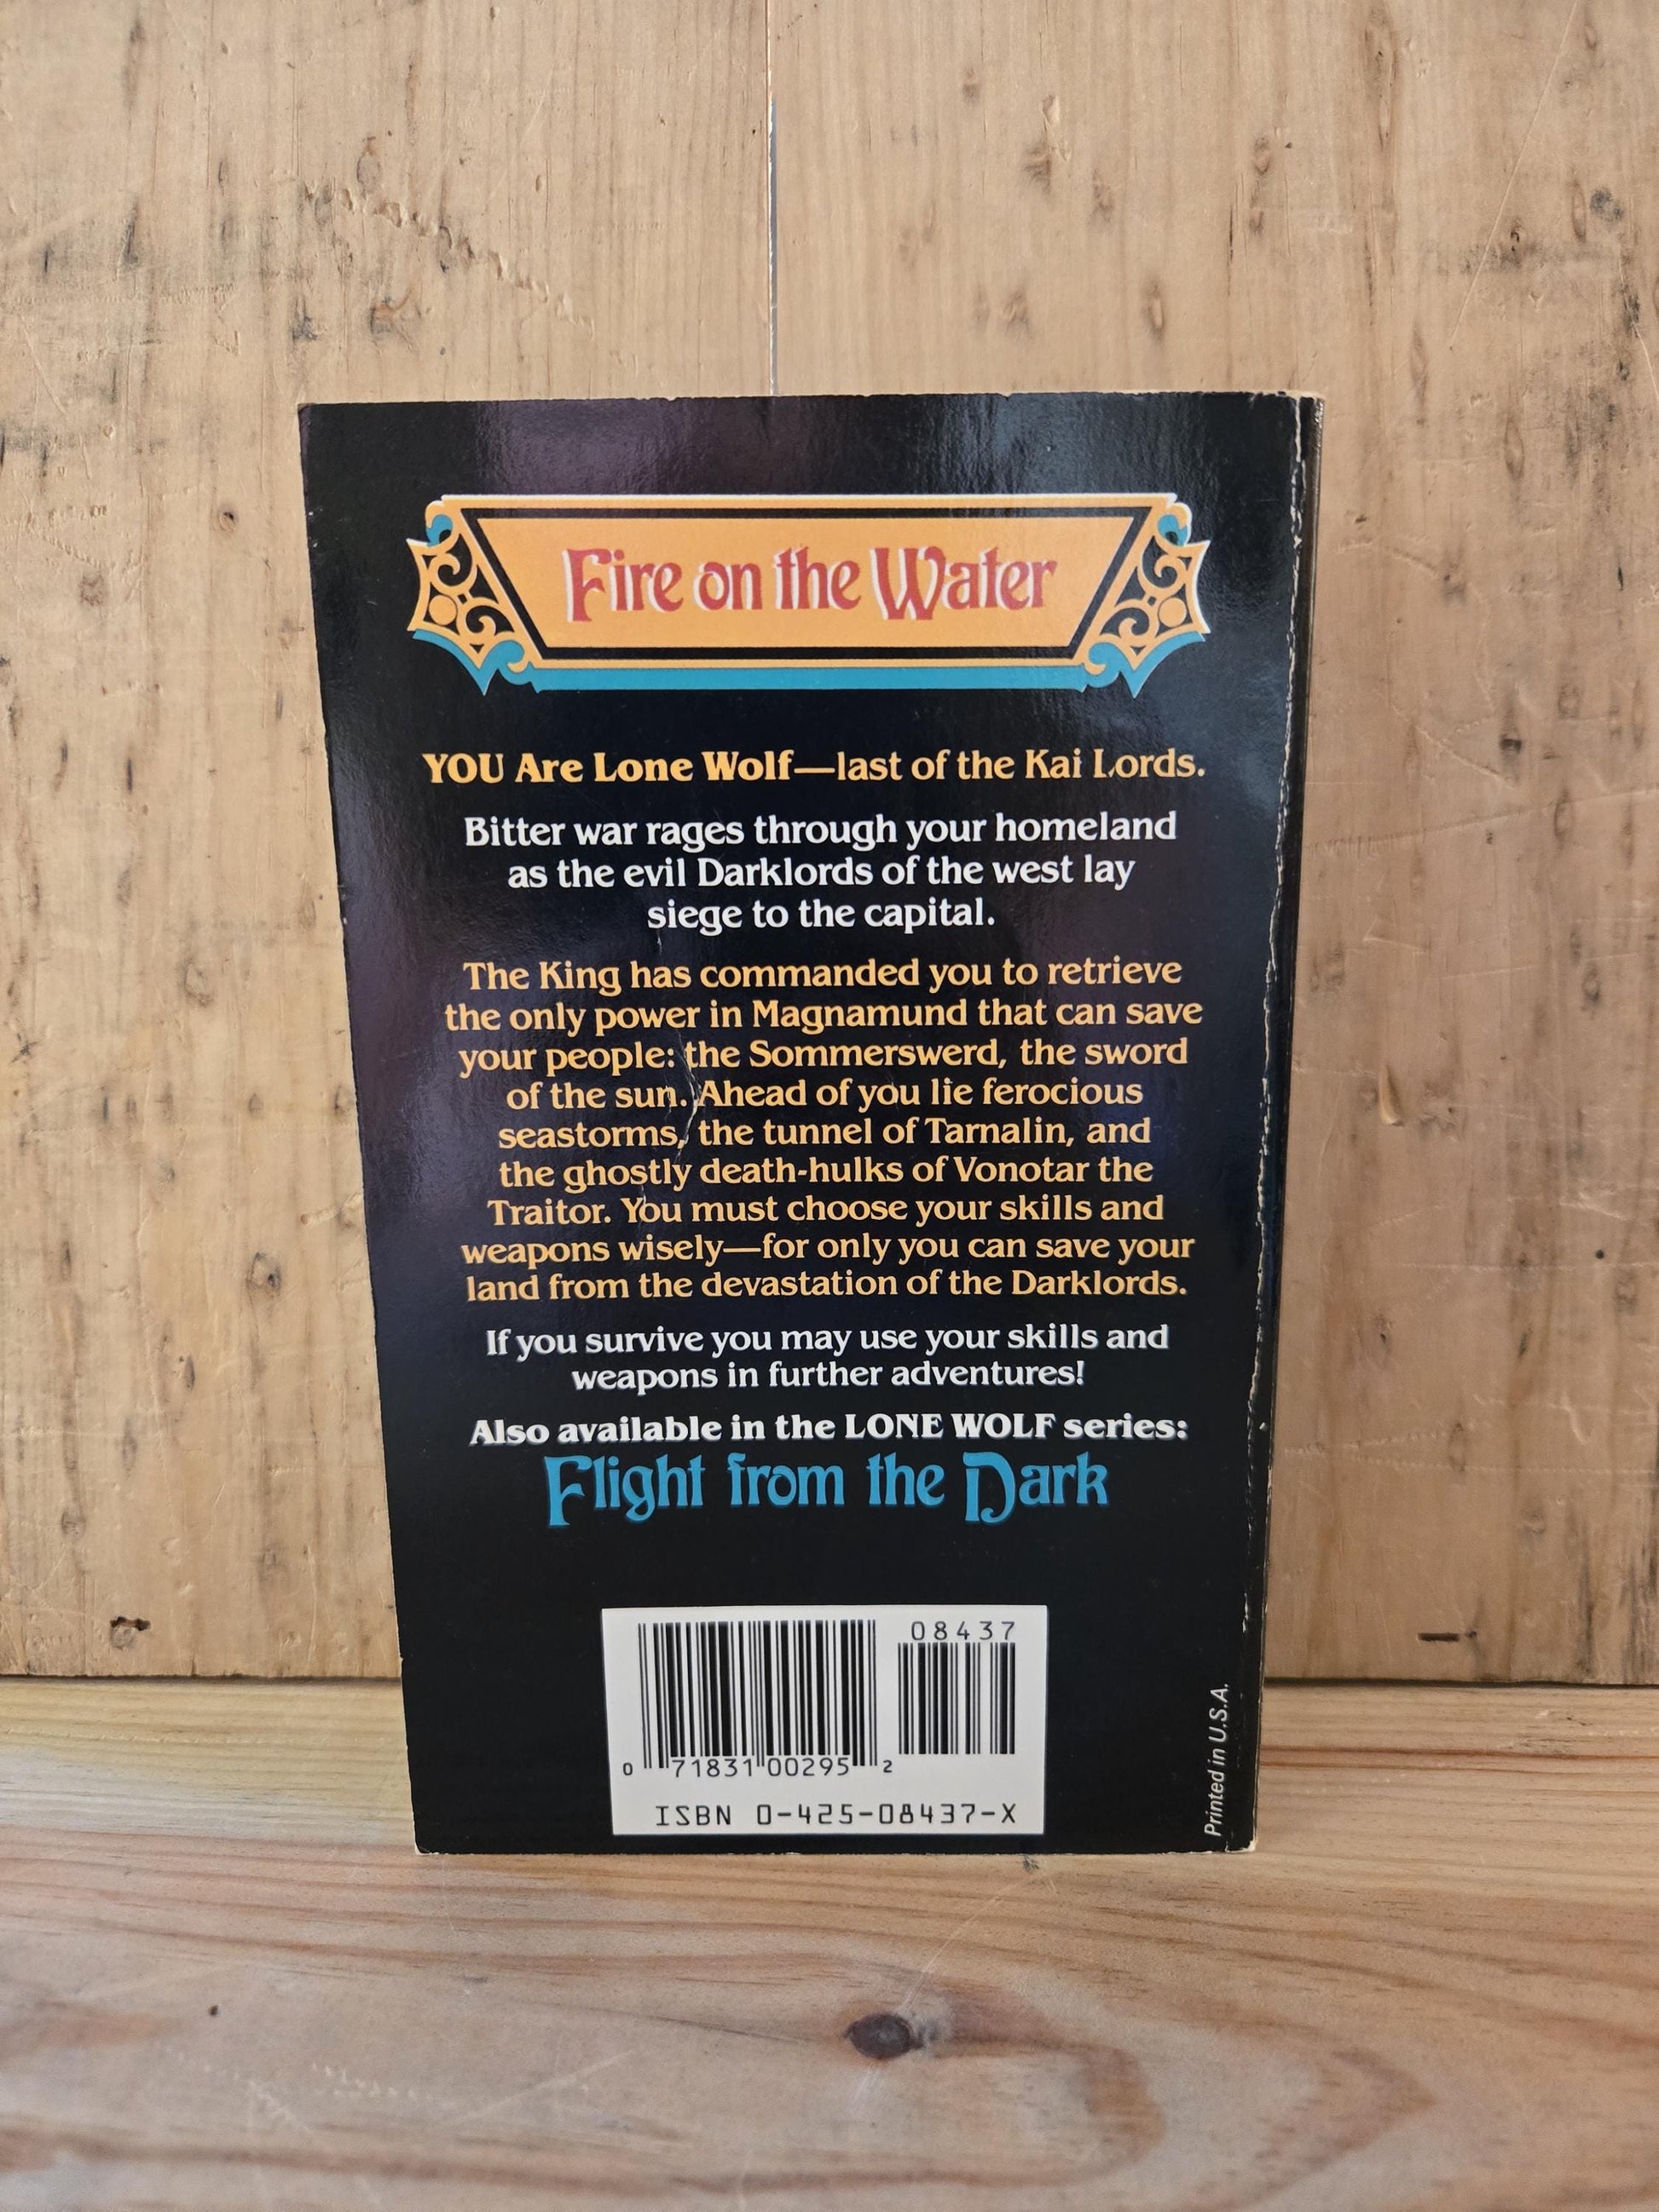 Fire on the Water
YOU Are Lone Wolf—last of the Kai Lords.
Bitter war rages through your homeland
as the evil Darklords of the west lay
siege to the capital.
The King has commanded you to retrieve
the only power in Magnamund that can save
your people: the Sommerswerd, the sword
of the sun. Ahead of you lie ferocious
seastorms, the tunnel of Tarnalin, and
the ghostly death-hulks of Vonotar the
Traitor. You must choose your skills and
weapons wisely—for only you can save your
land from the devastation of the Darklords.
If you survive you may use your skills and
weapons in further adventures!
Also available in the LONE WOLF series:
Flight from the Dark
08437
0 71831 00295 2
ISBN 0-425-08437-X
Printed in U.S.A.